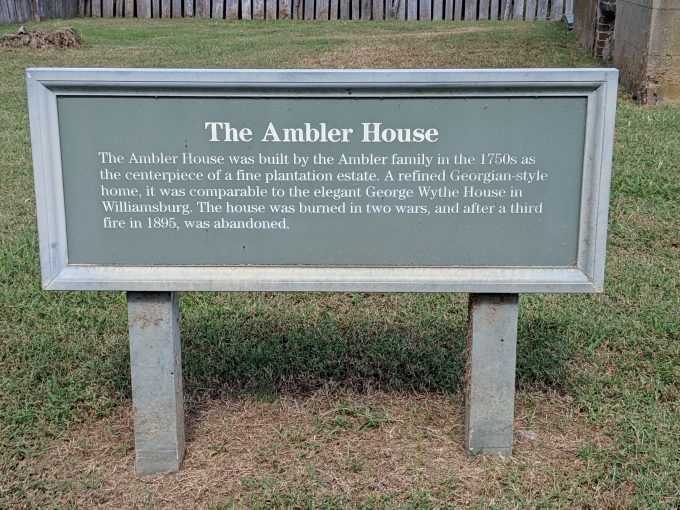 The Ambler House
The Ambler House was built by the Ambler family in the 1750s as
the centerpiece of a fine plantation estate. A refined Georgian-style
home, it was comparable to the elegant George Wythe House in
Williamsburg. The house was burned in two wars, and after a third
fire in 1895, was abandoned.